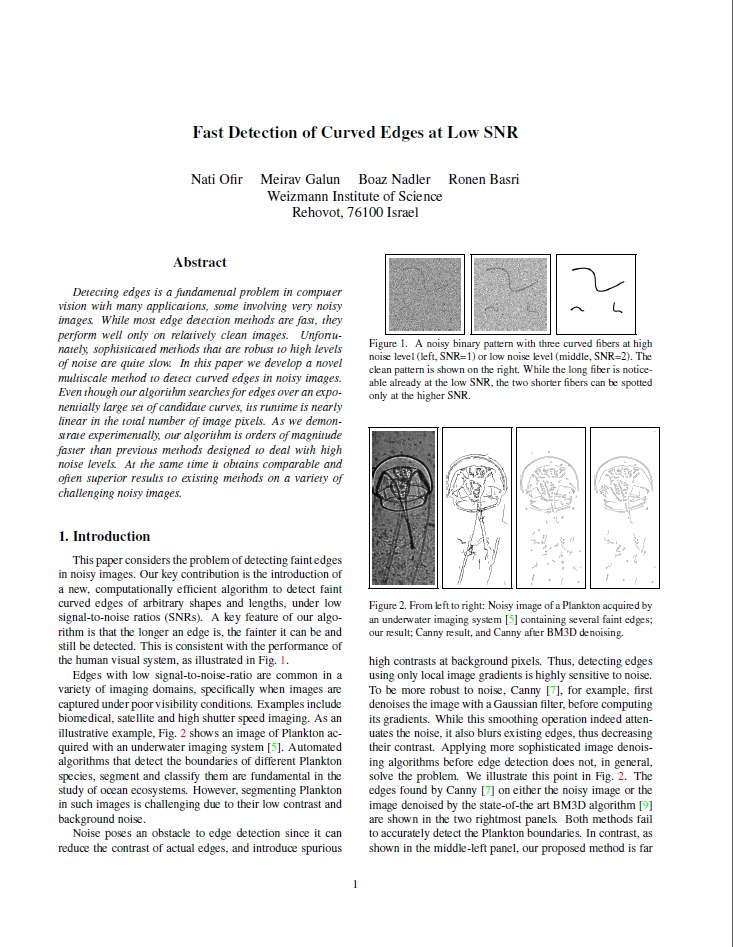 Fast Detection of Curved Edges at Low SNR
Nati Ofir Meirav Galun Boaz Nadler Ronen Basri
Weizmann Institute of Science
Rehovot, 76100 Israel
Abstract
Detecting edges is a fundamental problem in computer
vision with many applications, some involving very noisy
images. While most edge detection methods are fast, they
perform well only on relatively clean images. Unfortu-
nately, sophisticated methods that are robust to high levels
of noise are quite slow. In this paper we develop a novel
multiscale method to detect curved edges in noisy images.
Even though our algorithm searches for edges over an expo-
nentially large set of candidate curves, its runtime is nearly
linear in the total number of image pixels. As we demon-
strate experimentally, our algorithm is orders of magnitude
faster than previous methods designed to deal with high
noise levels. At the same time it obtains comparable and
often superior results to existing methods on a variety of
challenging noisy images.
1. Introduction
This paper considers the problem of detecting faint edges
in noisy images. Our key contribution is the introduction of
a new, computationally efficient algorithm to detect faint
curved edges of arbitrary shapes and lengths, under low
signal-to-noise ratios (SNRs). A key feature of our algo-
rithm is that the longer an edge is, the fainter it can be and
still be detected. This is consistent with the performance of
the human visual system, as illustrated in Fig. 1.
Edges with low signal-to-noise-ratio are common in a
variety of imaging domains, specifically when images are
captured under poor visibility conditions. Examples include
biomedical, satellite and high shutter speed imaging. As an
illustrative example, Fig. 2 shows an image of Plankton ac-
quired with an underwater imaging system [5]. Automated
algorithms that detect the boundaries of different Plankton
species, segment and classify them are fundamental in the
study of ocean ecosystems. However, segmenting Plankton
in such images is challenging due to their low contrast and
background noise.
Noise poses an obstacle to edge detection since it can
reduce the contrast of actual edges, and introduce spurious
Figure 1. A noisy binary pattern with three curved fibers at high
noise level (left, SNR=1) or low noise level (middle, SNR=2). The
clean pattern is shown on the right. While the long fiber is notice-
able already at the low SNR, the two shorter fibers can be spotted
only at the higher SNR.
Figure 2. From left to right: Noisy image of a Plankton acquired by
an underwater imaging system [5] containing several faint edges;
our result; Canny result, and Canny after BM3D denoising.
high contrasts at background pixels. Thus, detecting edges
using only local image gradients is highly sensitive to noise.
To be more robust to noise, Canny [7], for example, first
denoises the image with a Gaussian filter, before computing
its gradients. While this smoothing operation indeed atten-
uates the noise, it also blurs existing edges, thus decreasing
their contrast. Applying more sophisticated image denois-
ing algorithms before edge detection does not, in general,
solve the problem. We illustrate this point in Fig. 2. The
edges found by Canny [7] on either the noisy image or the
image denoised by the state-of-the art BM3D algorithm [9]
are shown in the two rightmost panels. Both methods fail
to accurately detect the Plankton boundaries. In contrast, as
shown in the middle-left panel, our proposed method is far
1